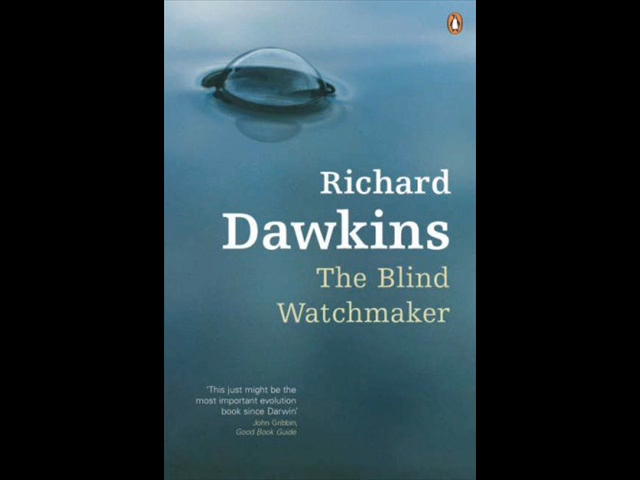 Richard
Dawkins
The Blind
Watchmaker
'This just might be the
most important evolution
book since Darwin'
John Gribbin,
Good Book Guide